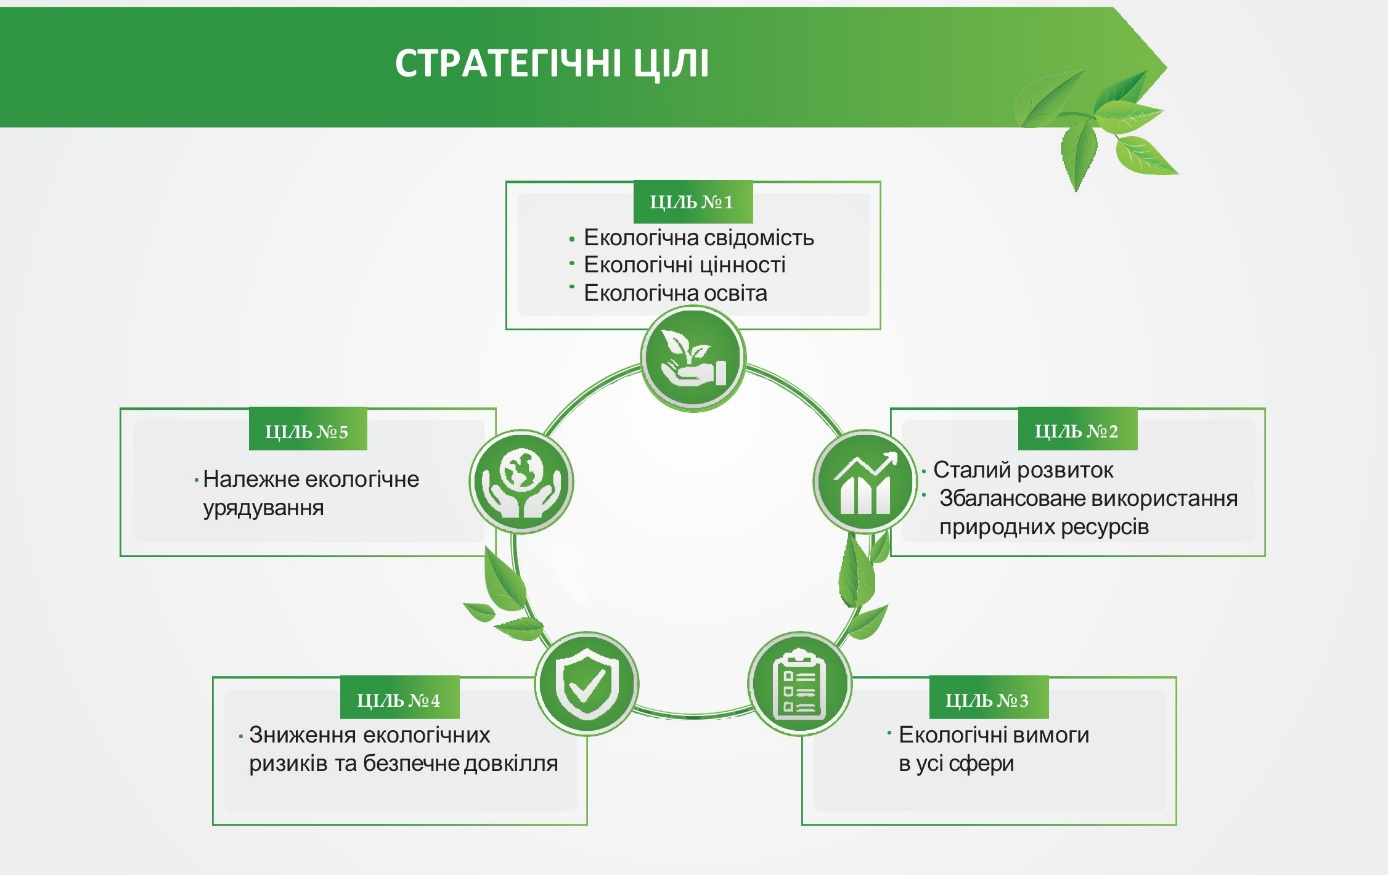 СТРАТЕГІЧНІ ЦІЛІ
ЦІЛЬ №1
• Екологічна свідомість
• Екологічні цінності
• Екологічна освіта
ЦІЛЬ №2
• Сталий розвиток
• Збалансоване використання
природних ресурсів
ЦІЛЬ №3
• Екологічні вимоги
в усі сфери
ЦІЛЬ №4
• Зниження екологічних
ризиків та безпечне довкілля
ЦІЛЬ №5
• Належне екологічне
урядування